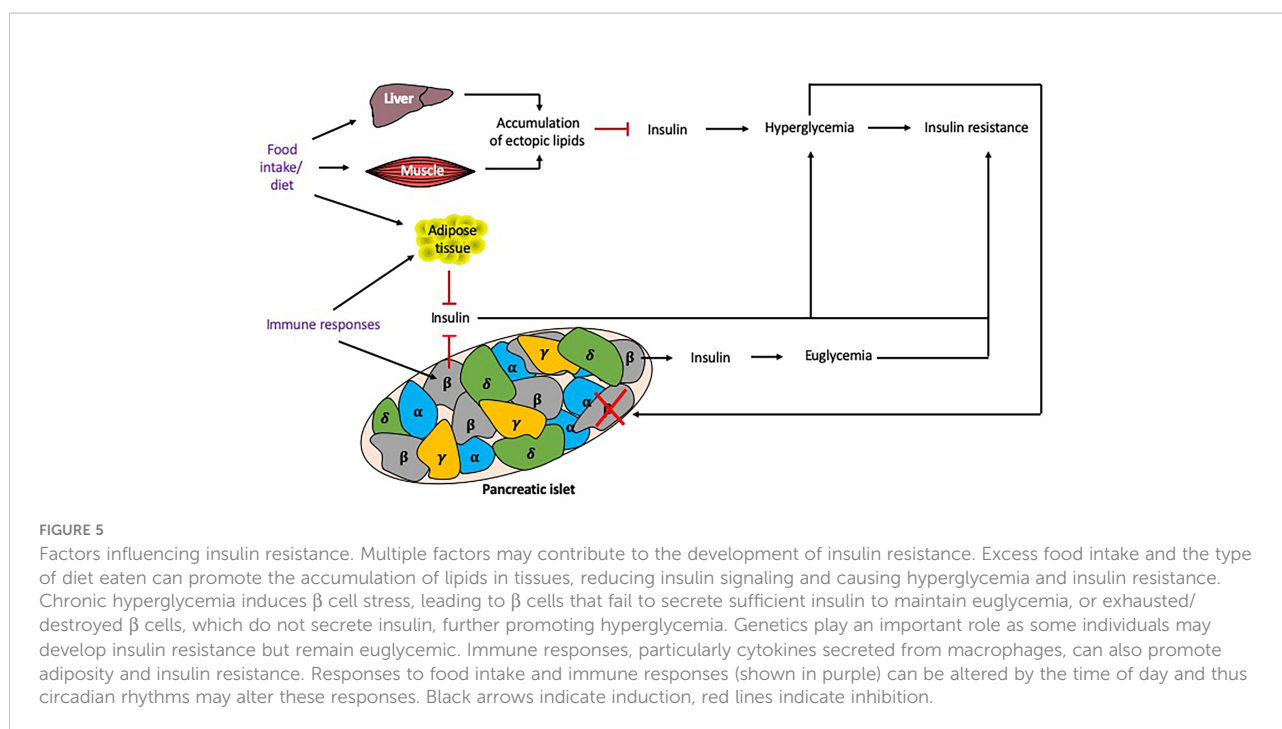 Liver
Accumulation
of ectopic lipids
Insulin
Hyperglycemia
Insulin resistance
Food
intake/
diet
Muscle
Adipose
tissue
Immune responses
Insulin
Insulin
Euglycemia
γ
δ
β
α
β
δ
β
α
β
δ
α
β
γ
α
β
γ
α
δ
Pancreatic islet
FIGURE 5
Factors influencing insulin resistance. Multiple factors may contribute to the development of insulin resistance. Excess food intake and the type
of diet eaten can promote the accumulation of lipids in tissues, reducing insulin signaling and causing hyperglycemia and insulin resistance.
Chronic hyperglycemia induces β cell stress, leading to β cells that fail to secrete sufficient insulin to maintain euglycemia, or exhausted/
destroyed β cells, which do not secrete insulin, further promoting hyperglycemia. Genetics play an important role as some individuals may
develop insulin resistance but remain euglycemic. Immune responses, particularly cytokines secreted from macrophages, can also promote
adiposity and insulin resistance. Responses to food intake and immune responses (shown in purple) can be altered by the time of day and thus
circadian rhythms may alter these responses. Black arrows indicate induction, red lines indicate inhibition.